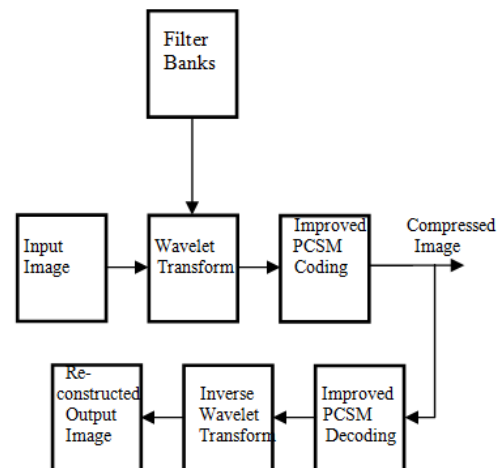 Filter
Banks
Input
Image
Wavelet
Transform
Improved
PCSM
Coding
Compressed
Image
Re-
constructed
Output
Image
Inverse
Wavelet
Transform
Improved
PCSM
Decoding